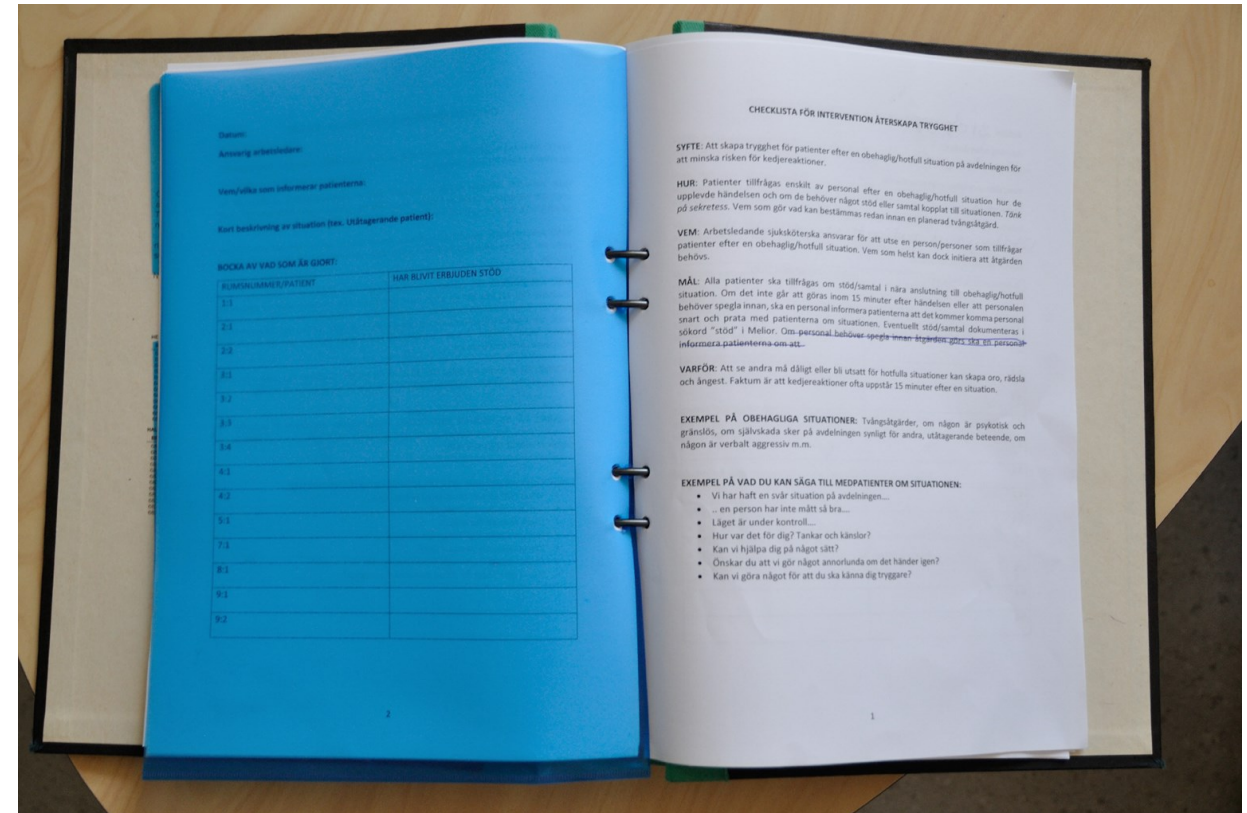 Datum:
Ansvarig arbetsledare:
Vem/vilka som informerar patienterna:
Kort beskrivning av situation (tex. Utåtagerande patient):
BOCKA AV VAD SOM ÄR GJORT:
RUMSNUMMER/PATIENT HAR BLIVIT ERBJUDEN STÖD
1:1
2:1
2:2
3:1
3:2
3:3
3:4
4:1
4:2
5:1
7:1
8:1
9:1
9:2
2
CHECKLISTA FÖR INTERVENTION ÅTERSKAPA TRYGGHET
SYFTE: Att skapa trygghet för patienter efter en obehaglig/hotfull situation på avdelningen för
att minska risken för kedjereaktioner.
HUR: Patienter tillfrågas enskilt av personal efter en obehaglig/hotfull situation hur de
upplevde händelsen och om de behöver något stöd eller samtal kopplat till situationen. Tänk
på sekretess. Vem som gör vad kan bestämmas redan innan en planerad tvångsåtgärd.
VEM: Arbetsledande sjuksköterska ansvarar för att utse en person/personer som tillfrågar
patienter efter en obehaglig/hotfull situation. Vem som helst kan dock initiera att åtgärden
behövs.
MÅL: Alla patienter ska tillfrågas om stöd/samtal i nära anslutning till obehaglig/hotfull
situation. Om det inte går att göras inom 15 minuter efter händelsen eller att personalen
behöver spegla innan, ska en personal informera patienterna att det kommer komma personal
snart och prata med patienterna om situationen. Eventuellt stöd/samtal dokumenteras i
sökord "stöd" i Melior. Om personal behöver spegla innan åtgärden görs ska en personal
informera patienterna om att
VARFÖR: Att se andra må dåligt eller bli utsatt för hotfulla situationer kan skapa oro, rädsla
och ångest. Faktum är att kedjereaktioner ofta uppstår 15 minuter efter en situation.
EXEMPEL PÅ OBEHAGLIGA SITUATIONER: Tvångsåtgärder, om någon är psykotisk och
gränslös, om självskada sker på avdelningen synligt för andra, utåtagerande beteende, om
någon är verbalt aggressiv m.m.
EXEMPEL PÅ VAD DU KAN SÄGA TILL MEDPATIENTER OM SITUATIONEN:
• Vi har haft en svår situation på avdelningen....
• .. en person har inte mått så bra....
• Läget är under kontroll....
• Hur var det för dig? Tankar och känslor?
• Kan vi hjälpa dig på något sätt?
• Önskar du att vi gör något annorlunda om det händer igen?
• Kan vi göra något för att du ska känna dig tryggare?
1